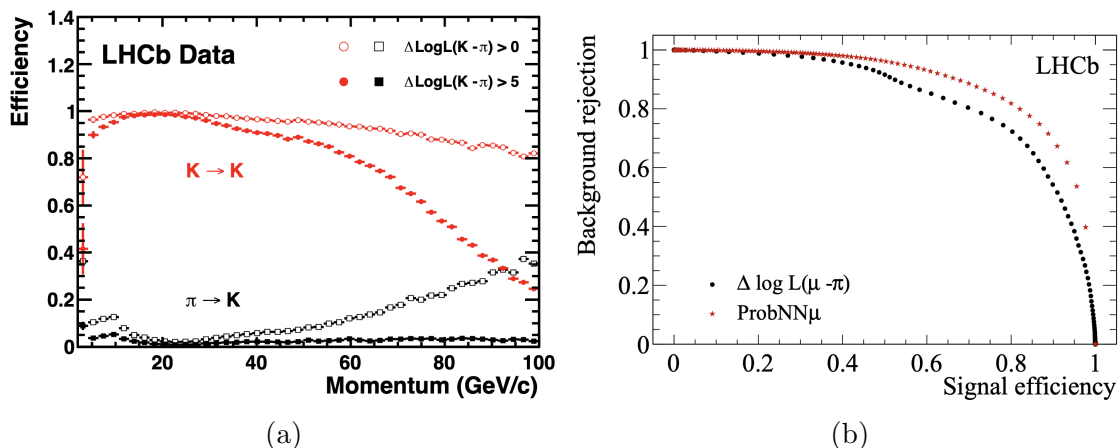 Efficiency
1.4
1.2
1
0.8
0.6
0.4
0.2
0
LHCb Data
ΔLogL(K - π) > 0
ΔLogL(K - π) > 5
K → K
π → K
20 40 60 80 100
Momentum (GeV/c)
(a)
Background rejection
1
0.8
0.6
0.4
0.2
0
LHCb
Δ log L(μ -π)
ProbNNμ
0 0.2 0.4 0.6 0.8 1
Signal efficiency
(b)